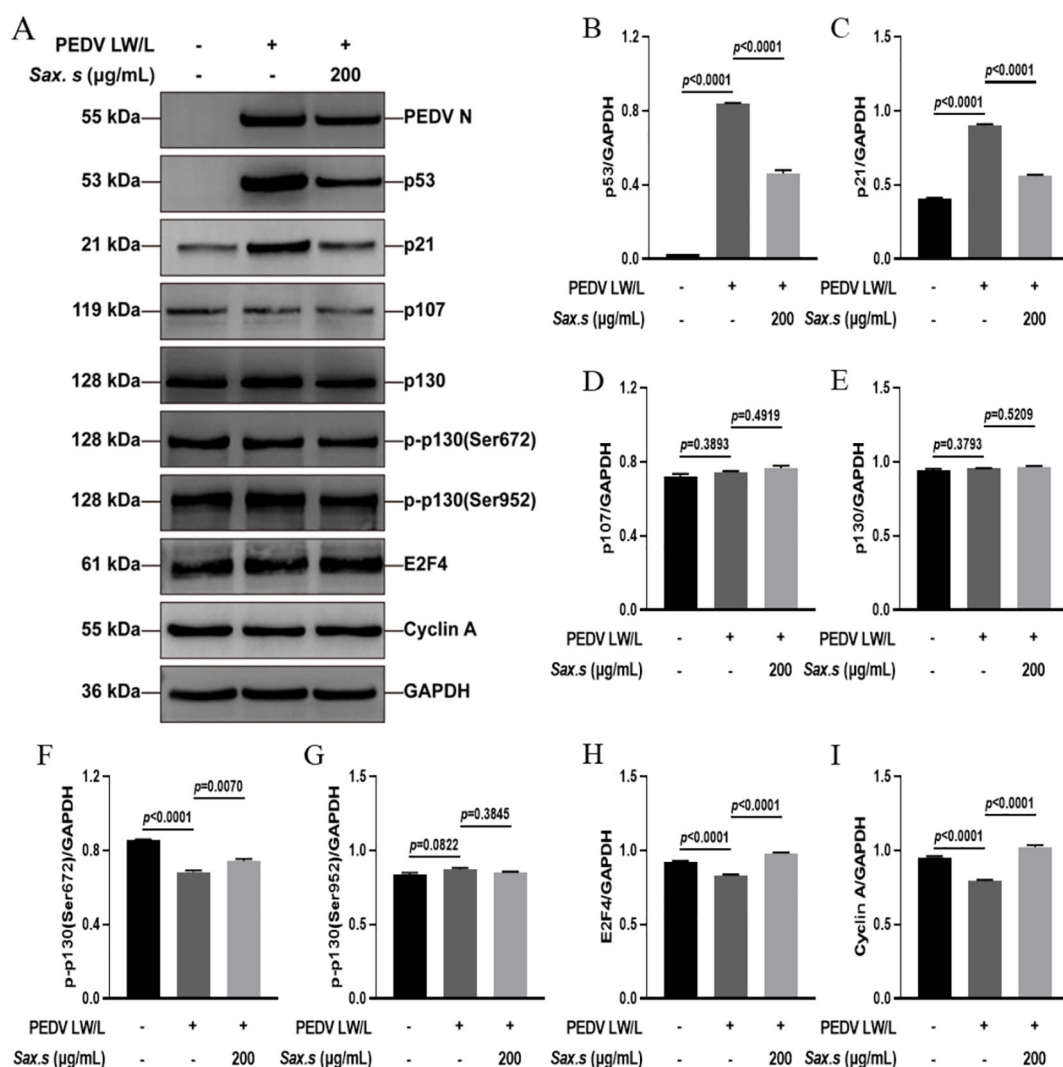 A
PEDV LW/L - + +
Sax. s (µg/mL) - - 200
55 kDa PEDV N
53 kDa p53
21 kDa p21
119 kDa p107
128 kDa p130
128 kDa p-p130(Ser672)
128 kDa p-p130(Ser952)
61 kDa E2F4
55 kDa Cyclin A
36 kDa GAPDH
B
p53/GAPDH
1.2
0.8
0.4
0.0
p<0.0001
p<0.0001
PEDV LW/L - + +
Sax.s (µg/mL) - - 200
C
p21/GAPDH
1.5
1.0
0.5
0.0
p<0.0001
p<0.0001
PEDV LW/L - + +
Sax.s (µg/mL) - - 200
D
p107/GAPDH
1.2
0.8
0.4
0.0
p=0.4919
p=0.3893
PEDV LW/L - + +
Sax.s (µg/mL) - - 200
E
p130/GAPDH
1.5
1.0
0.5
0.0
p=0.5209
p=0.3793
PEDV LW/L - + +
Sax.s (µg/mL) - - 200
F
p-p130(Ser672)/GAPDH
1.2
0.8
0.4
0.0
p=0.0070
p<0.0001
PEDV LW/L - + +
Sax.s (µg/mL) - - 200
G
p-p130(Ser952)/GAPDH
1.5
1.0
0.5
0.0
p=0.3845
p=0.0822
PEDV LW/L - + +
Sax.s (µg/mL) - - 200
H
E2F4/GAPDH
1.5
1.0
0.5
0.0
p<0.0001
p<0.0001
PEDV LW/L - + +
Sax.s (µg/mL) - - 200
I
Cyclin A/GAPDH
1.5
1.0
0.5
0.0
p<0.0001
p<0.0001
PEDV LW/L - + +
Sax.s (µg/mL) - - 200